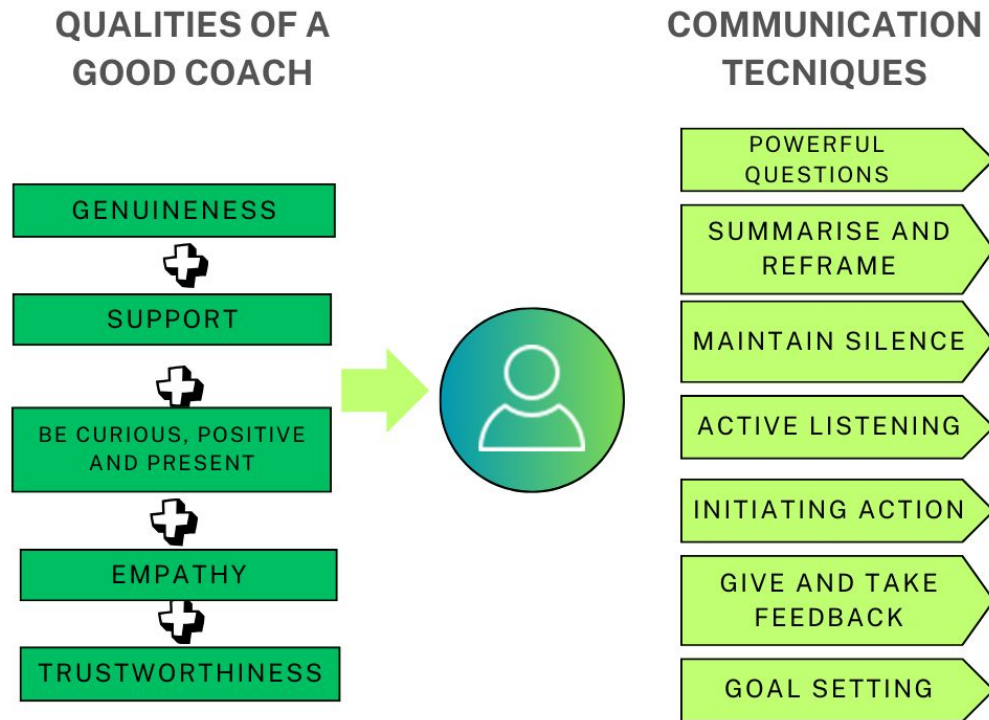 QUALITIES OF A
GOOD COACH
GENUINENESS
SUPPORT
BE CURIOUS, POSITIVE
AND PRESENT
EMPATHY
TRUSTWORTHINESS
COMMUNICATION
TECNIQUES
POWERFUL
QUESTIONS
SUMMARISE AND
REFRAME
MAINTAIN SILENCE
ACTIVE LISTENING
INITIATING ACTION
GIVE AND TAKE
FEEDBACK
GOAL SETTING